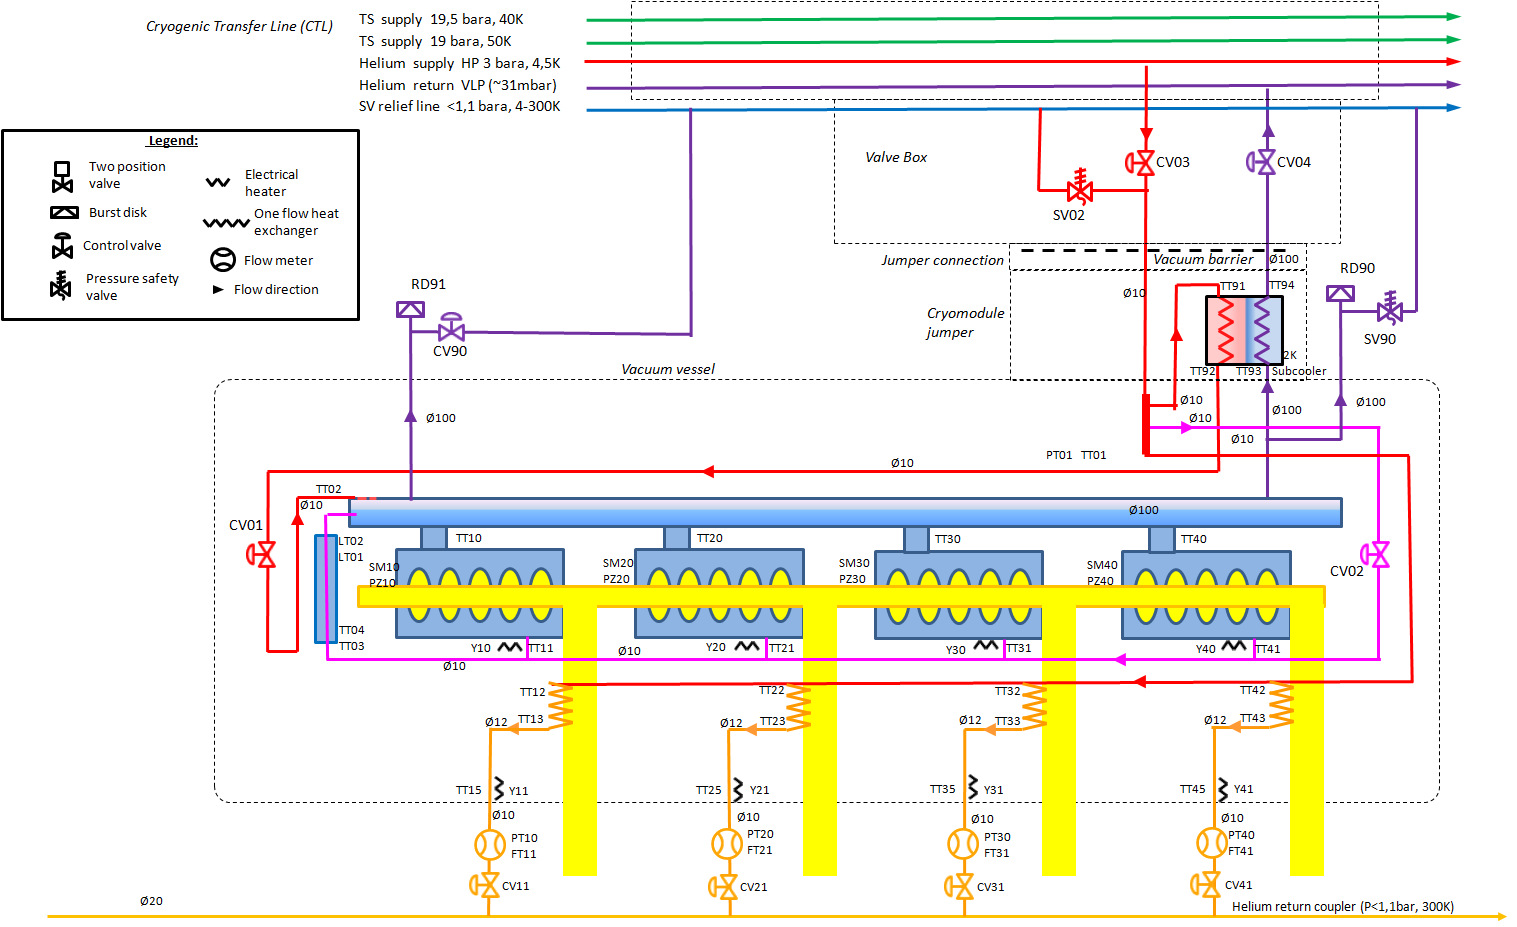 Cryogenic Transfer Line (CTL)
TS supply 19,5 bara, 40K
TS supply 19 bara, 50K
Helium supply HP 3 bara, 4,5K
Helium return VLP (~31mbar)
SV relief line <1,1 bara, 4-300K
Legend:
Two position
valve
Electrical
heater
Burst disk
One flow heat
exchanger
Control valve
Flow meter
Pressure safety
valve
Flow direction
Valve Box
CV03
CV04
SV02
Jumper connection
Vacuum barrier
Ø100
Cryomodule
jumper
Ø10
TT91
TT94
RD90
SV90
2K
Subcooler
TT92
TT93
RD91
CV90
Vacuum vessel
Ø100
Ø10
Ø10
Ø100
Ø100
Ø10
PT01 TT01
Ø10
TT02
Ø10
Ø100
CV01
LT02
LT01
TT10
TT20
TT30
TT40
SM10
PZ10
SM20
PZ20
SM30
PZ30
SM40
PZ40
CV02
TT04
TT03
Y10
TT11
Ø10
Y20
TT21
Y30
TT31
Y40
TT41
Ø10
TT12
TT22
TT32
TT42
Ø12
TT13
Ø12
TT23
Ø12
TT33
Ø12
TT43
TT15
Y11
TT25
Y21
TT35
Y31
TT45
Y41
Ø10
Ø10
Ø10
Ø10
PT10
FT11
PT20
FT21
PT30
FT31
PT40
FT41
CV11
CV21
CV31
CV41
Ø20
Helium return coupler (P<1,1bar, 300K)